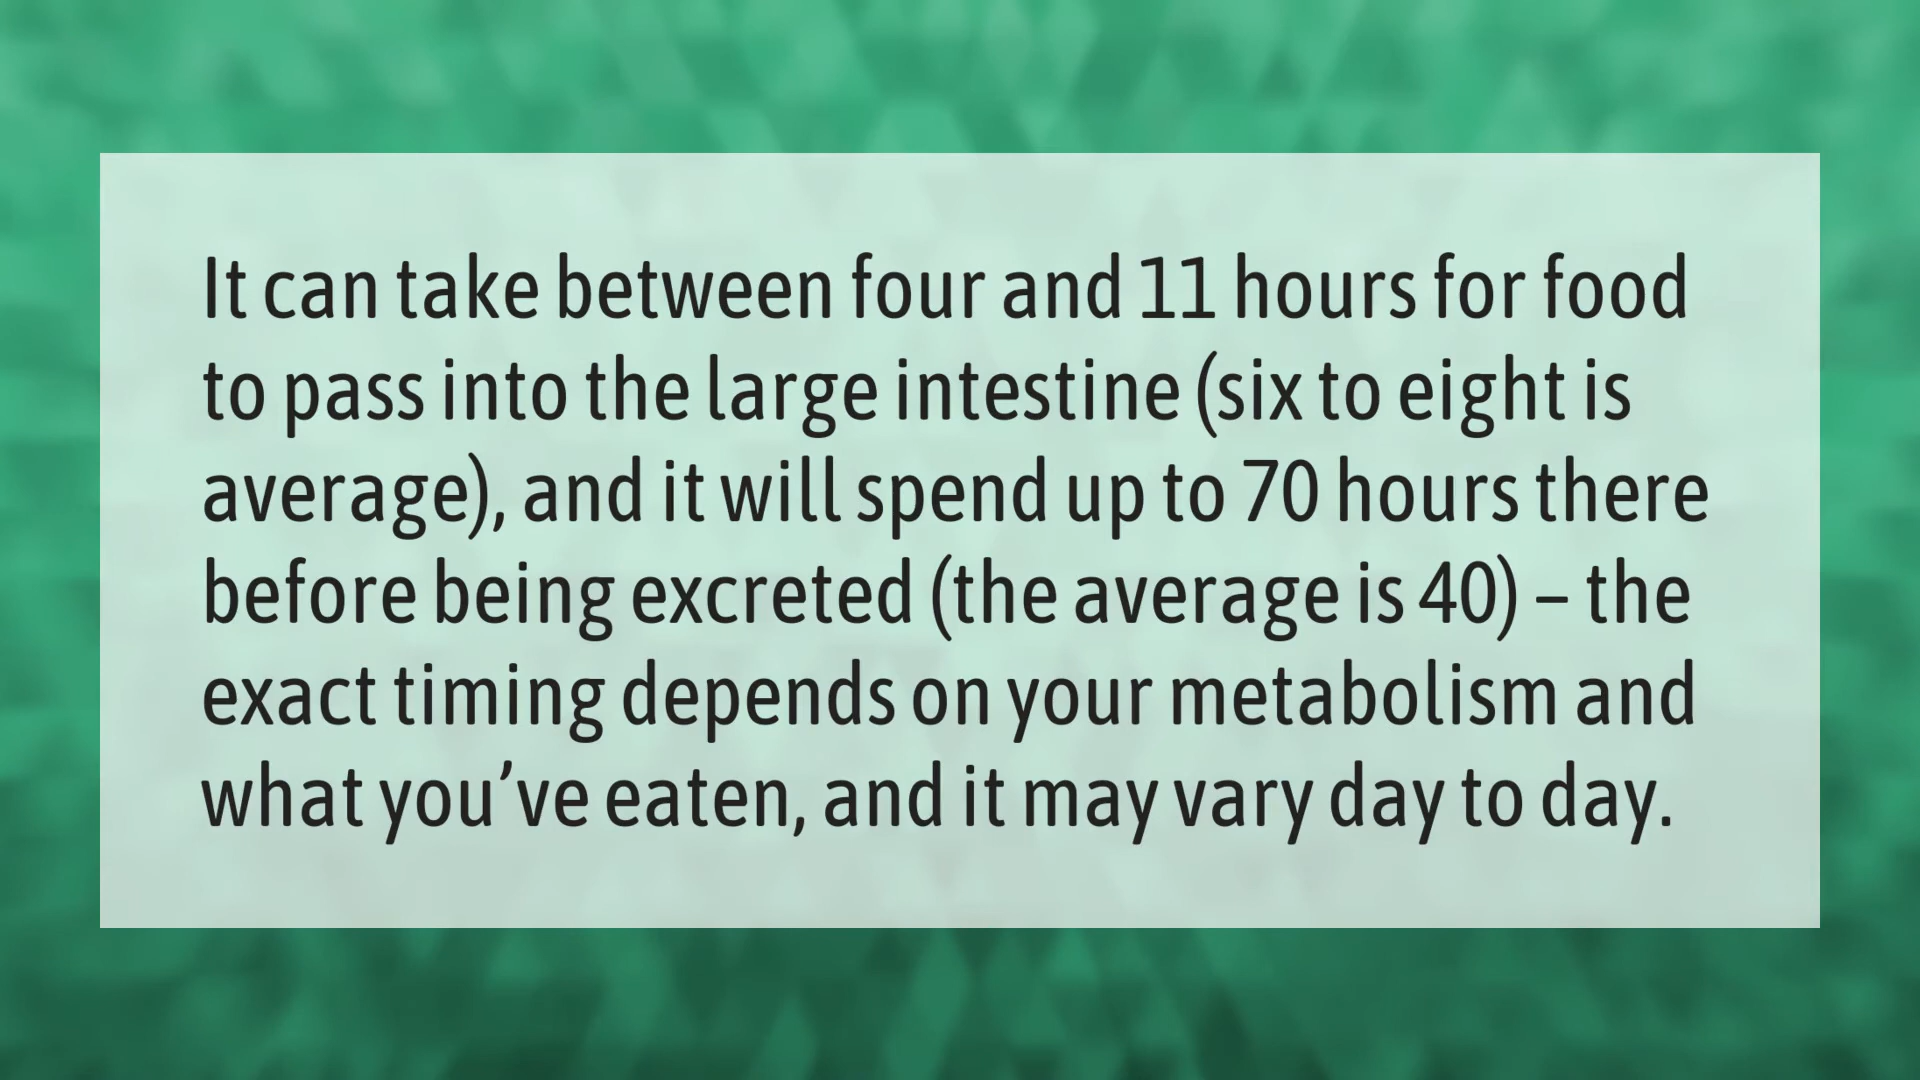 It can take between four and 11 hours for food
to pass into the large intestine (six to eight is
average), and it will spend up to 70 hours there
before being excreted (the average is 40) – the
exact timing depends on your metabolism and
what you’ve eaten, and it may vary day to day.